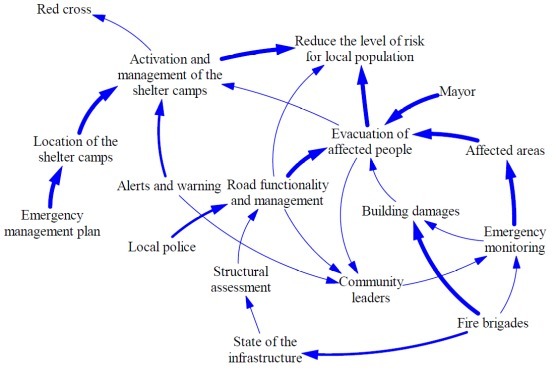 Red cross
Activation and
management of the
shelter camps
Reduce the level of risk
for local population
Mayor
Location of the
shelter camps
Evacuation of
affected people
Affected areas
Alerts and warning
Road functionality
and management
Building damages
Emergency
management plan
Emergency
monitoring
Local police
Structural
assessment
Community
leaders
Fire brigades
State of the
infrastructure